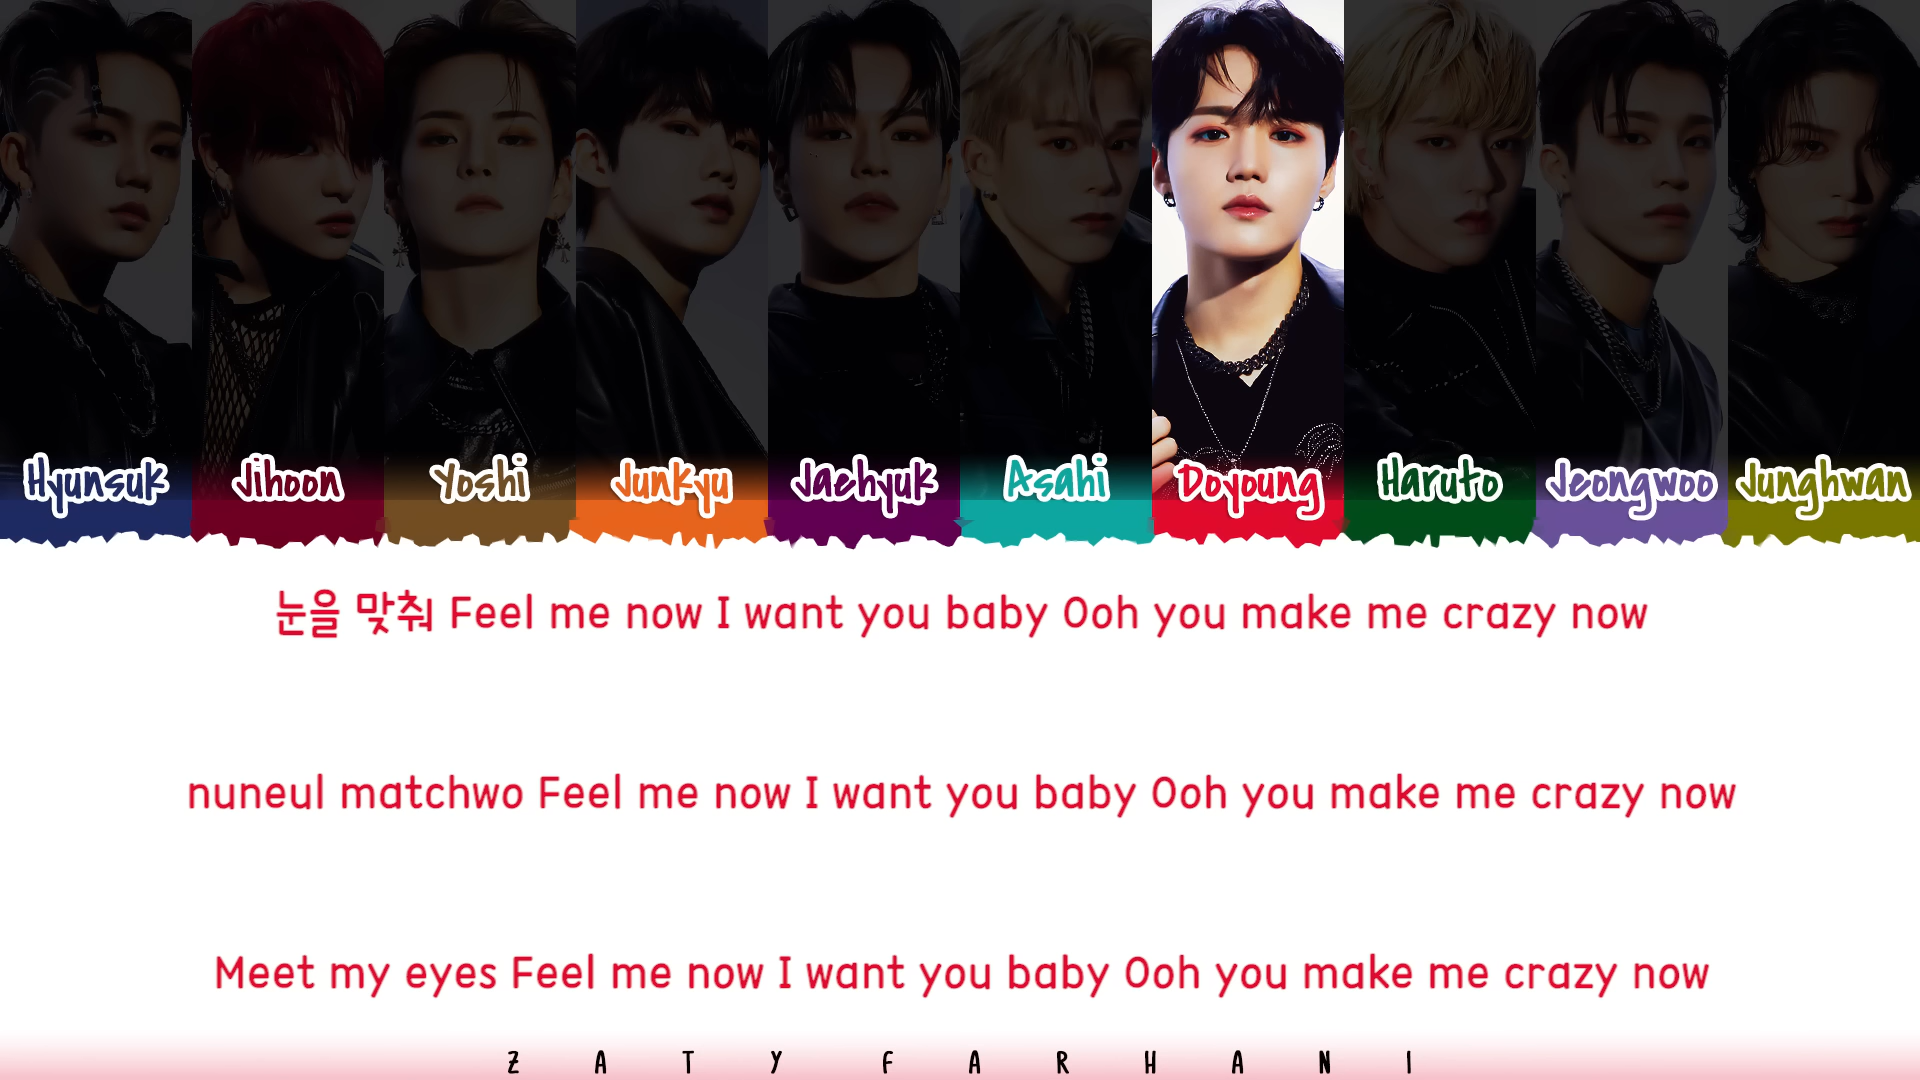 Hyunsuk Jihoon Yoshi Junkyu Jaehyuk Asahi Doyoung Haruto Jeongwoo Junghwan
눈을 맞춰 Feel me now I want you baby Ooh you make me crazy now
nuneul matchwo Feel me now I want you baby Ooh you make me crazy now
Meet my eyes Feel me now I want you baby Ooh you make me crazy now
ZATY FARHANI